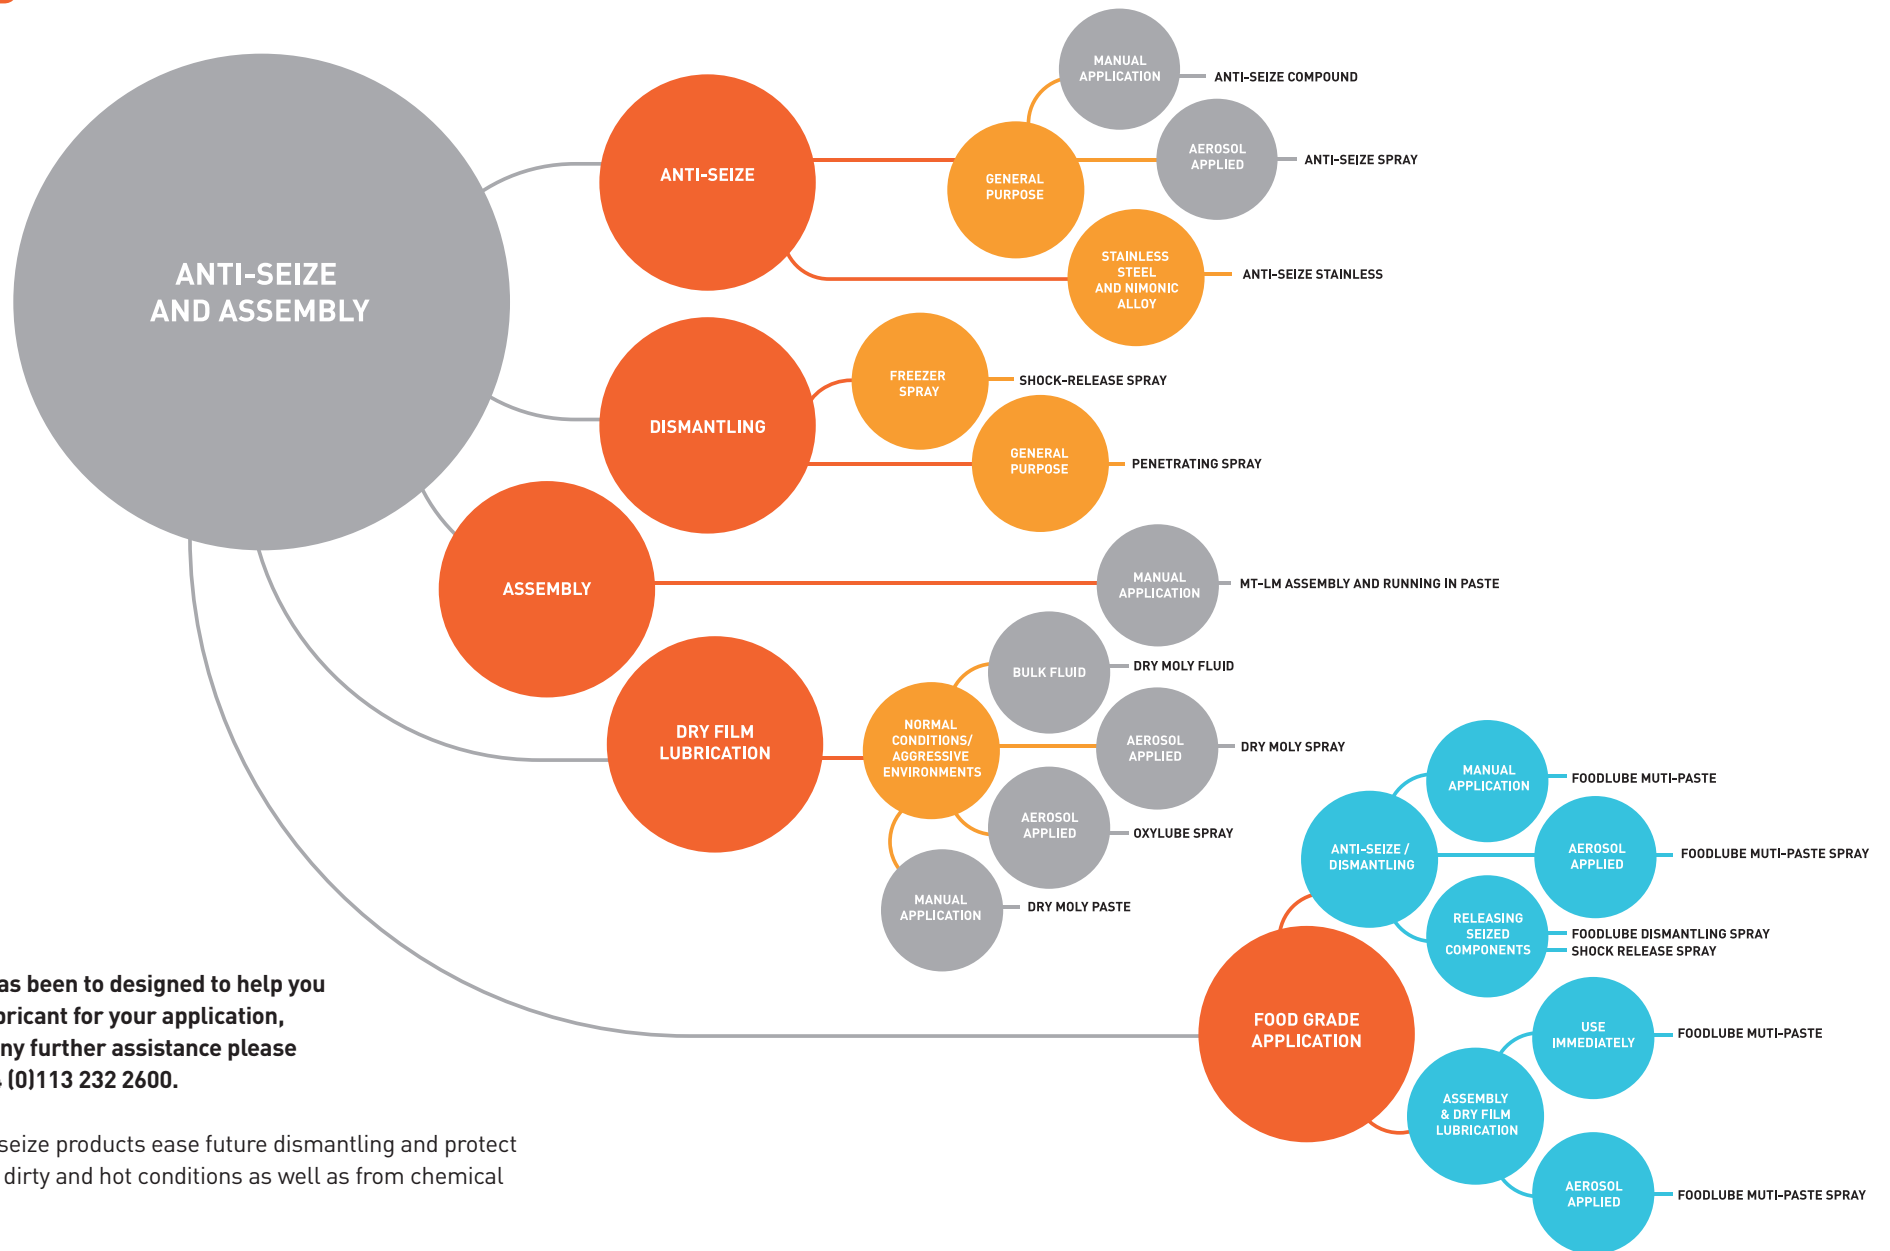 ANTI-SEIZE
AND ASSEMBLY
ANTI-SEIZE
GENERAL
PURPOSE
MANUAL
APPLICATION
ANTI-SEIZE COMPOUND
AEROSOL
APPLIED
ANTI-SEIZE SPRAY
STAINLESS
STEEL
AND NIMONIC
ALLOY
ANTI-SEIZE STAINLESS
DISMANTLING
FREEZER
SPRAY
SHOCK-RELEASE SPRAY
GENERAL
PURPOSE
PENETRATING SPRAY
ASSEMBLY
MANUAL
APPLICATION
MT-LM ASSEMBLY AND RUNNING IN PASTE
DRY FILM
LUBRICATION
NORMAL
CONDITIONS/
AGGRESSIVE
ENVIRONMENTS
BULK FLUID
DRY MOLY FLUID
AEROSOL
APPLIED
DRY MOLY SPRAY
AEROSOL
APPLIED
OXYLUBE SPRAY
MANUAL
APPLICATION
DRY MOLY PASTE
FOOD GRADE
APPLICATION
ANTI-SEIZE /
DISMANTLING
MANUAL
APPLICATION
FOODLUBE MUTI-PASTE
AEROSOL
APPLIED
FOODLUBE MUTI-PASTE SPRAY
RELEASING
SEIZED
COMPONENTS
FOODLUBE DISMANTLING SPRAY
SHOCK RELEASE SPRAY
ASSEMBLY
& DRY FILM
LUBRICATION
USE
IMMEDIATELY
FOODLUBE MUTI-PASTE
AEROSOL
APPLIED
FOODLUBE MUTI-PASTE SPRAY
as been to designed to help you
bricant for your application,
ny further assistance please
(0)113 232 2600.
seize products ease future dismantling and protect
dirty and hot conditions as well as from chemical